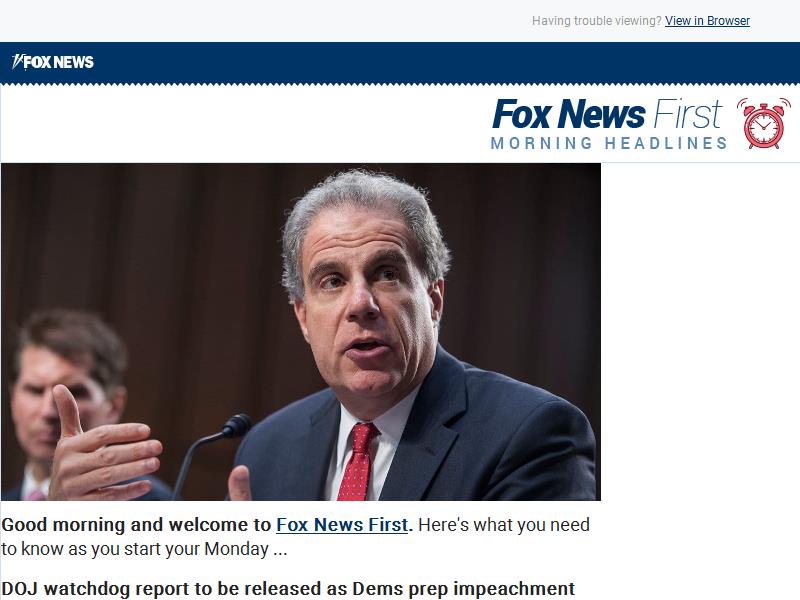 Having trouble viewing? View in Browser
FOX NEWS
Fox News First
MORNING HEADLINES
Good morning and welcome to Fox News First. Here's what you need
to know as you start your Monday ...
DOJ watchdog report to be released as Dems prep impeachment